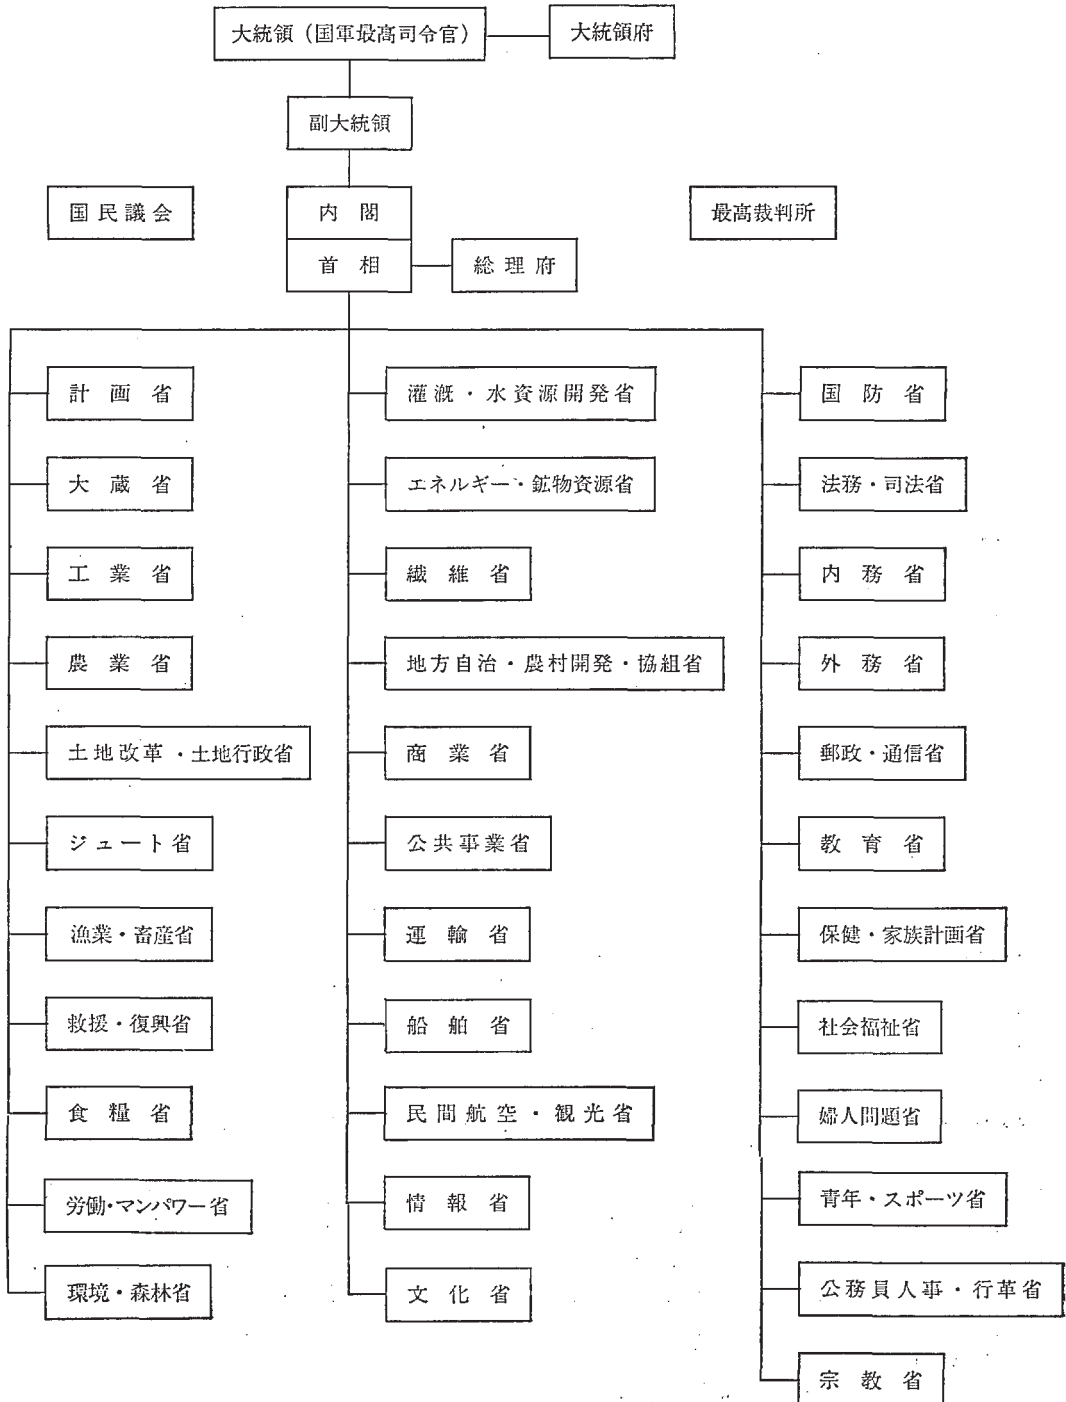 大統領（国軍最高司令官）
大統領府
副大統領
国民議会
内閣
最高裁判所
首相
総理府
計画省
大蔵省
工業省
農業省
土地改革・土地行政省
ジュート省
漁業・畜産省
救援・復興省
食糧省
労働・マンパワー省
環境・森林省
灌漑・水資源開発省
エネルギー・鉱物資源省
繊維省
地方自治・農村開発・協組省
商業省
公共事業省
運輸省
船舶省
民間航空・観光省
情報省
文化省
国防省
法務・司法省
内務省
外務省
郵政・通信省
教育省
保健・家族計画省
社会福祉省
婦人問題省
青年・スポーツ省
公務員人事・行革省
宗教省